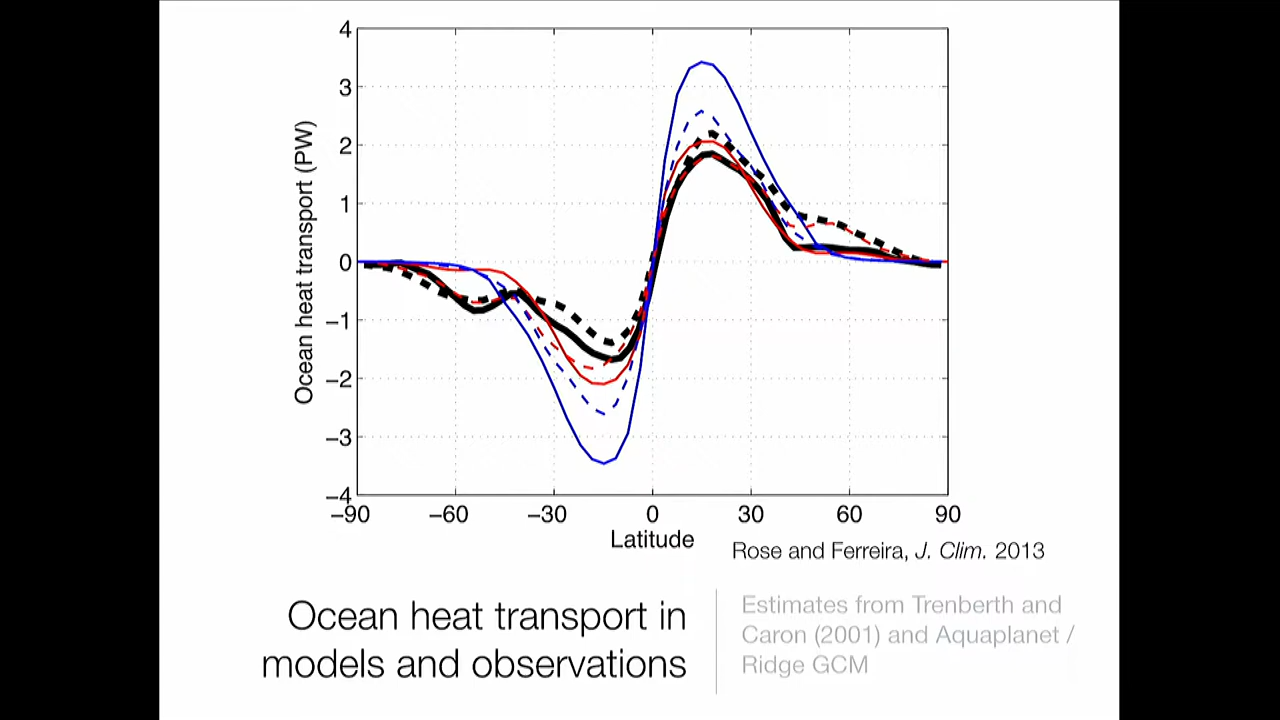 4
3
2
1
0
−1
−2
−3
−4
Ocean heat transport (PW)
−90 −60 −30 0 30 60 90
Latitude
Rose and Ferreira, J. Clim. 2013
Ocean heat transport in
models and observations
Estimates from Trenberth and
Caron (2001) and Aquaplanet /
Ridge GCM